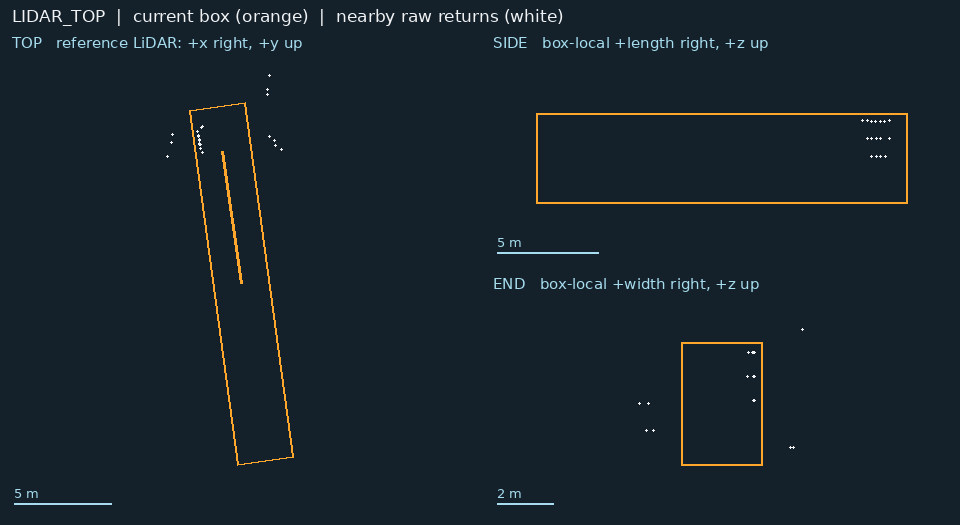 LIDAR_TOP | current box (orange) | nearby raw returns (white)
TOP reference LiDAR: +x right, +y up
SIDE box-local +length right, +z up
5 m
END box-local +width right, +z up
5 m
2 m